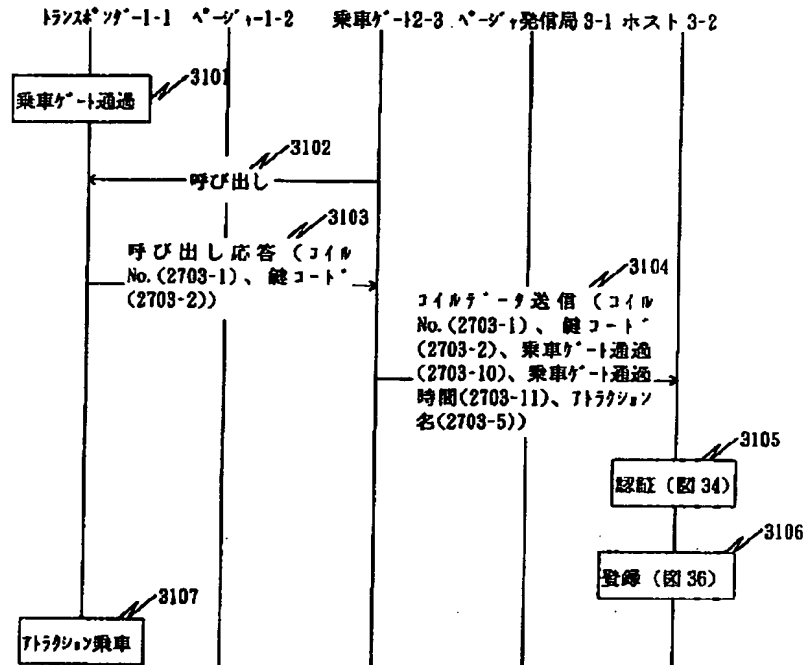 トランスポンダー1-1 ページャー1-2 乗車ゲート2-3 ページャ発信局3-1 ホスト3-2
3101
乗車ゲート通過
3102
呼び出し
3103
呼び出し応答(コイル
No.(2703-1)、鍵コード
(2703-2))
3104
コイルデータ送信(コイル
No.(2703-1)、鍵コード
(2703-2)、乗車ゲート通過
(2703-10)、乗車ゲート通過
時間(2703-11)、アトラクション
名(2703-5))
3105
認証(図34)
3106
登録(図36)
3107
アトラクション乗車